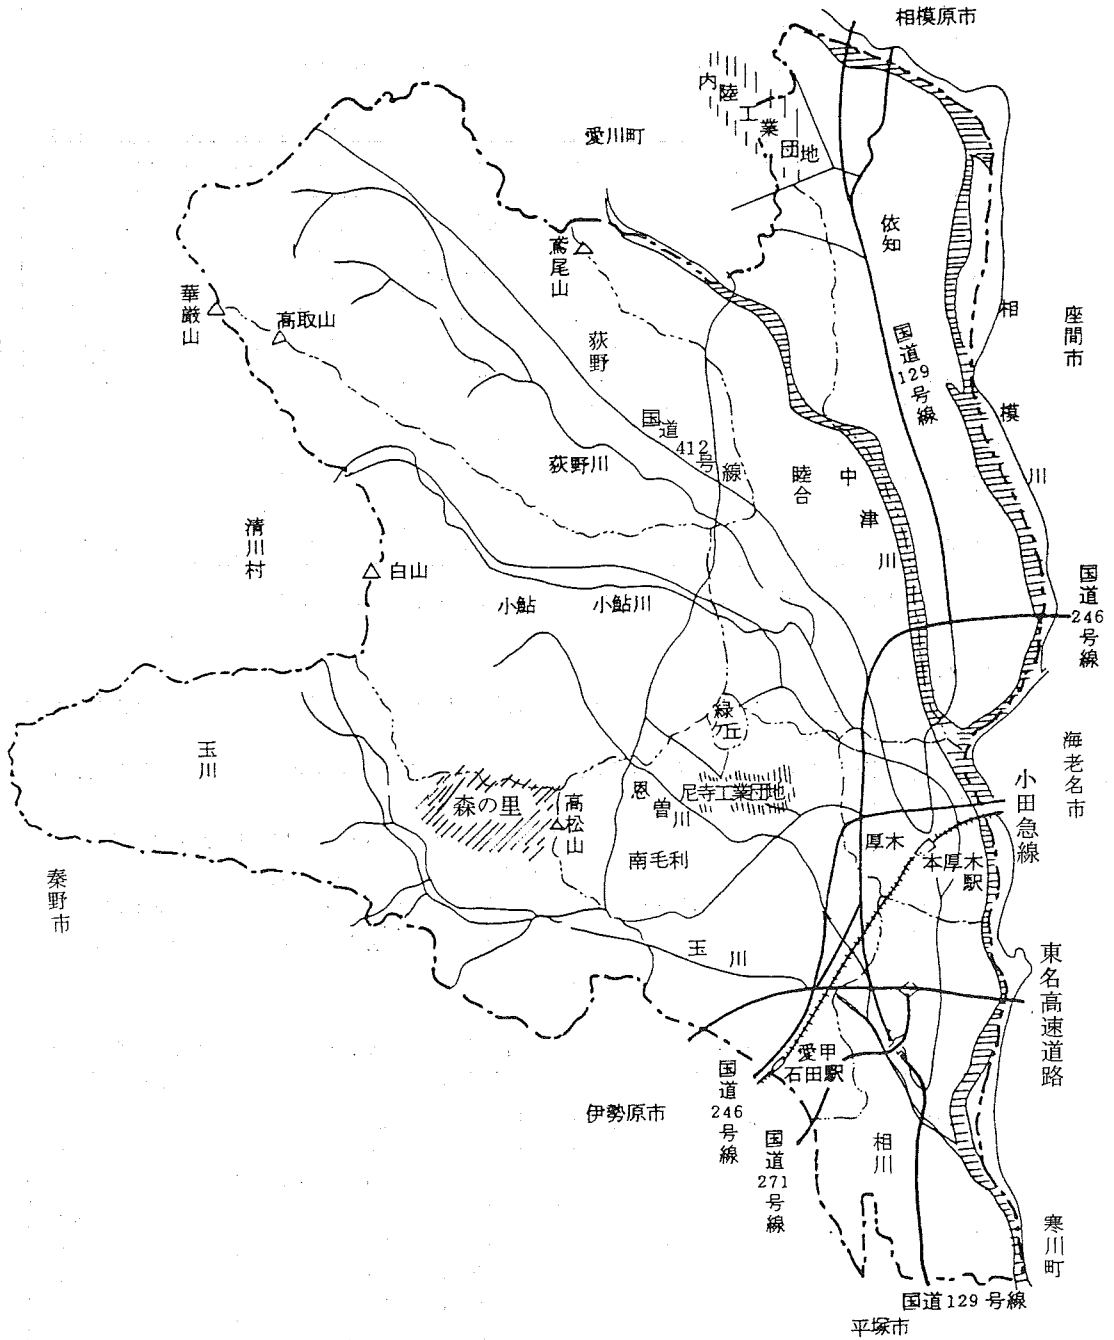 相模原市
内陸工業団地
愛川町
依知
鳶尾山
華厳山
高取山
荻野
国道129号線
相模川
座間市
国道412号線
荻野川
睦合
中津川
清川村
白山
小鮎
小鮎川
国道246号線
緑ヶ丘
玉川
海老名市
森の里
高松山
恩曽川
尼寺工業団地
小田急線
厚木
本厚木駅
南毛利
秦野市
玉川
東名高速道路
愛甲石田駅
国道246号線
伊勢原市
国道271号線
相川
寒川町
国道129号線
平塚市